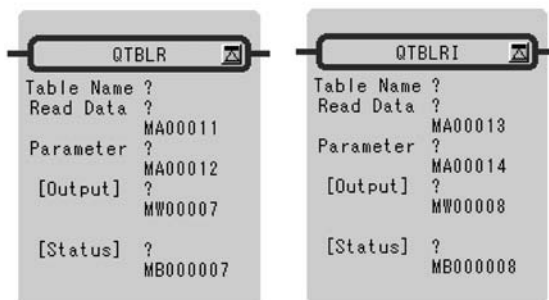 QTBLR
Table Name ?
Read Data ?
MA00011
Parameter ?
MA00012
[Output] ?
MW00007
[Status] ?
MB000007
QTBLRI
Table Name ?
Read Data ?
MA00013
Parameter ?
MA00014
[Output] ?
MW00008
[Status] ?
MB000008